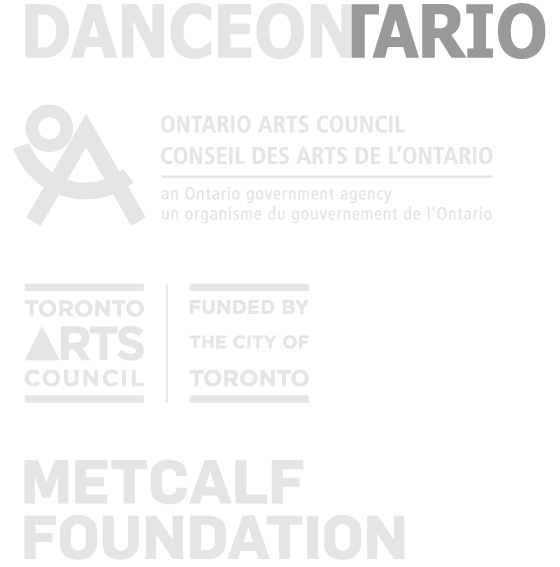 DANCEONTARIO
ONTARIO ARTS COUNCIL
CONSEIL DES ARTS DE L'ONTARIO
an Ontario government agency
un organisme du gouvernement de l'Ontario
TORONTO
ARTS
COUNCIL
FUNDED BY
THE CITY OF
TORONTO
METCALF
FOUNDATION